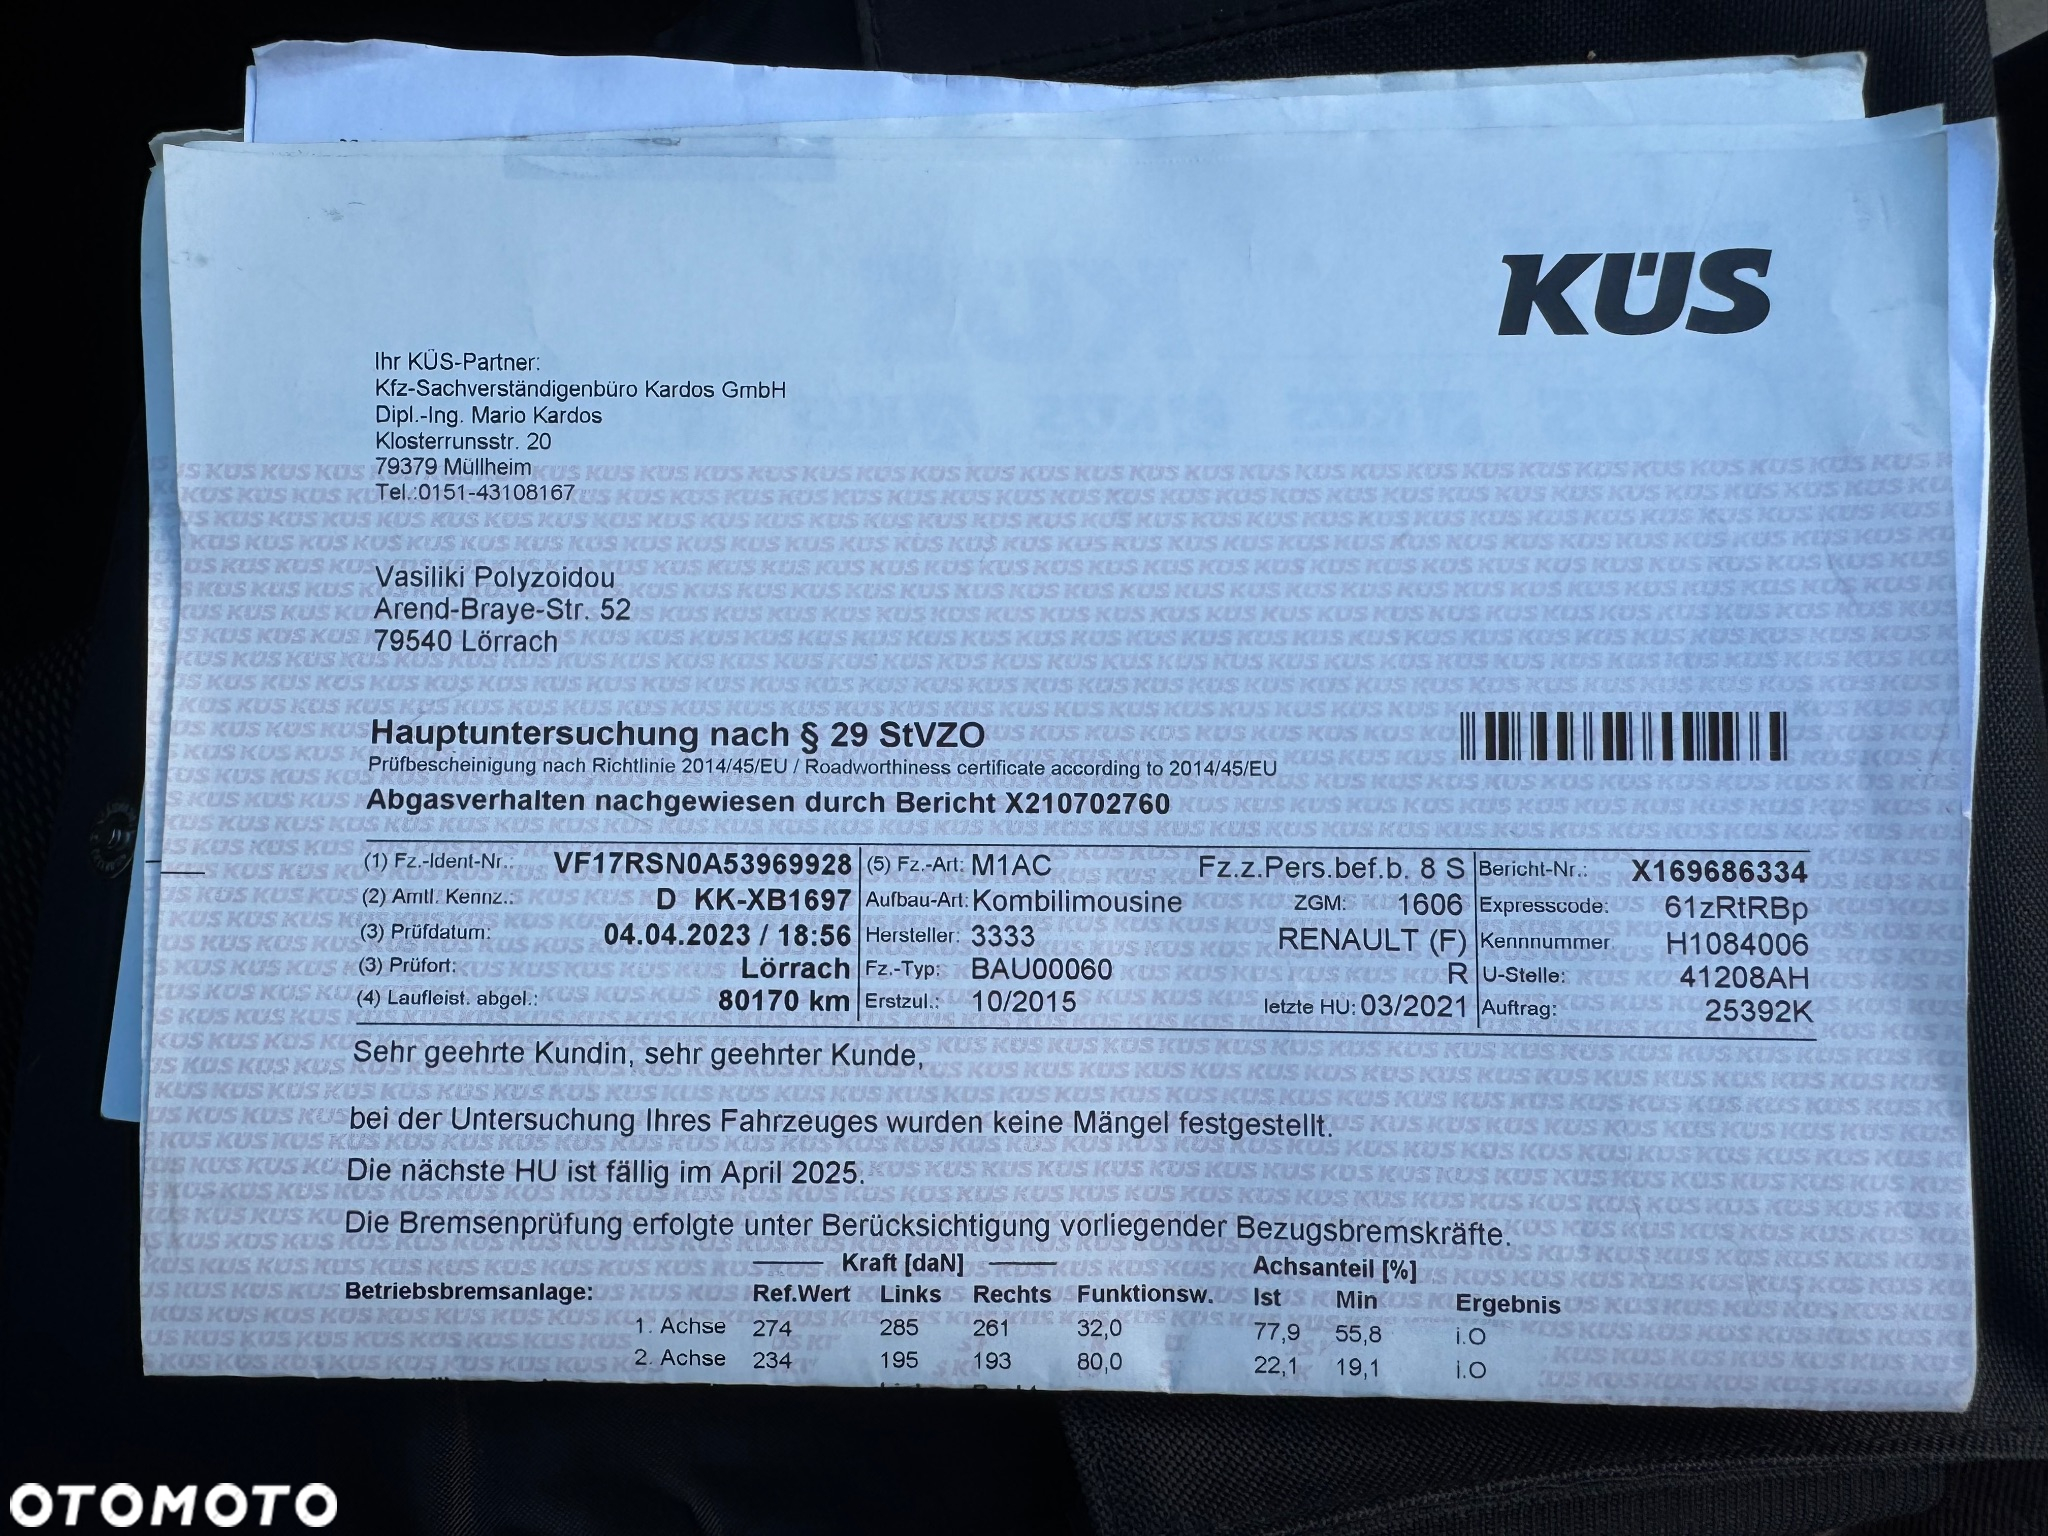 KÜS
Ihr KÜS-Partner:
Kfz-Sachverständigenbüro Kardos GmbH
Dipl.-Ing. Mario Kardos
Klosterrunsstr. 20
79379 Müllheim
Tel.:0151-43108167
Vasiliki Polyzoidou
Arend-Braye-Str. 52
79540 Lörrach
Hauptuntersuchung nach § 29 StVZO
Prüfbescheinigung nach Richtlinie 2014/45/EU / Roadworthiness certificate according to 2014/45/EU
Abgasverhalten nachgewiesen durch Bericht X210702760
(1) Fz.-Ident-Nr.: VF17RSN0A53969928 (5) Fz.-Art: M1AC Fz.z.Pers.bef.b. 8 S Bericht-Nr.: X169686334
(2) Amtl. Kennz.: D KK-XB1697 Aufbau-Art: Kombilimousine ZGM: 1606 Expresscode: 61zRtRBp
(3) Prüfdatum: 04.04.2023 / 18:56 Hersteller: 3333 RENAULT (F) Kennnummer H1084006
(3) Prüfort: Lörrach Fz.-Typ: BAU00060 R U-Stelle: 41208AH
(4) Laufleist. abgel.: 80170 km Erstzul.: 10/2015 letzte HU: 03/2021 Auftrag: 25392K
Sehr geehrte Kundin, sehr geehrter Kunde,
bei der Untersuchung Ihres Fahrzeuges wurden keine Mängel festgestellt.
Die nächste HU ist fällig im April 2025.
Die Bremsenprüfung erfolgte unter Berücksichtigung vorliegender Bezugsbremskräfte.
Kraft [daN] Achsanteil [%]
Betriebsbremsanlage: Ref.Wert Links Rechts Funktionsw. Ist Min Ergebnis
1. Achse 274 285 261 32,0 77,9 55,8 i.O
2. Achse 234 195 193 80,0 22,1 19,1 i.O
OTOMOTO